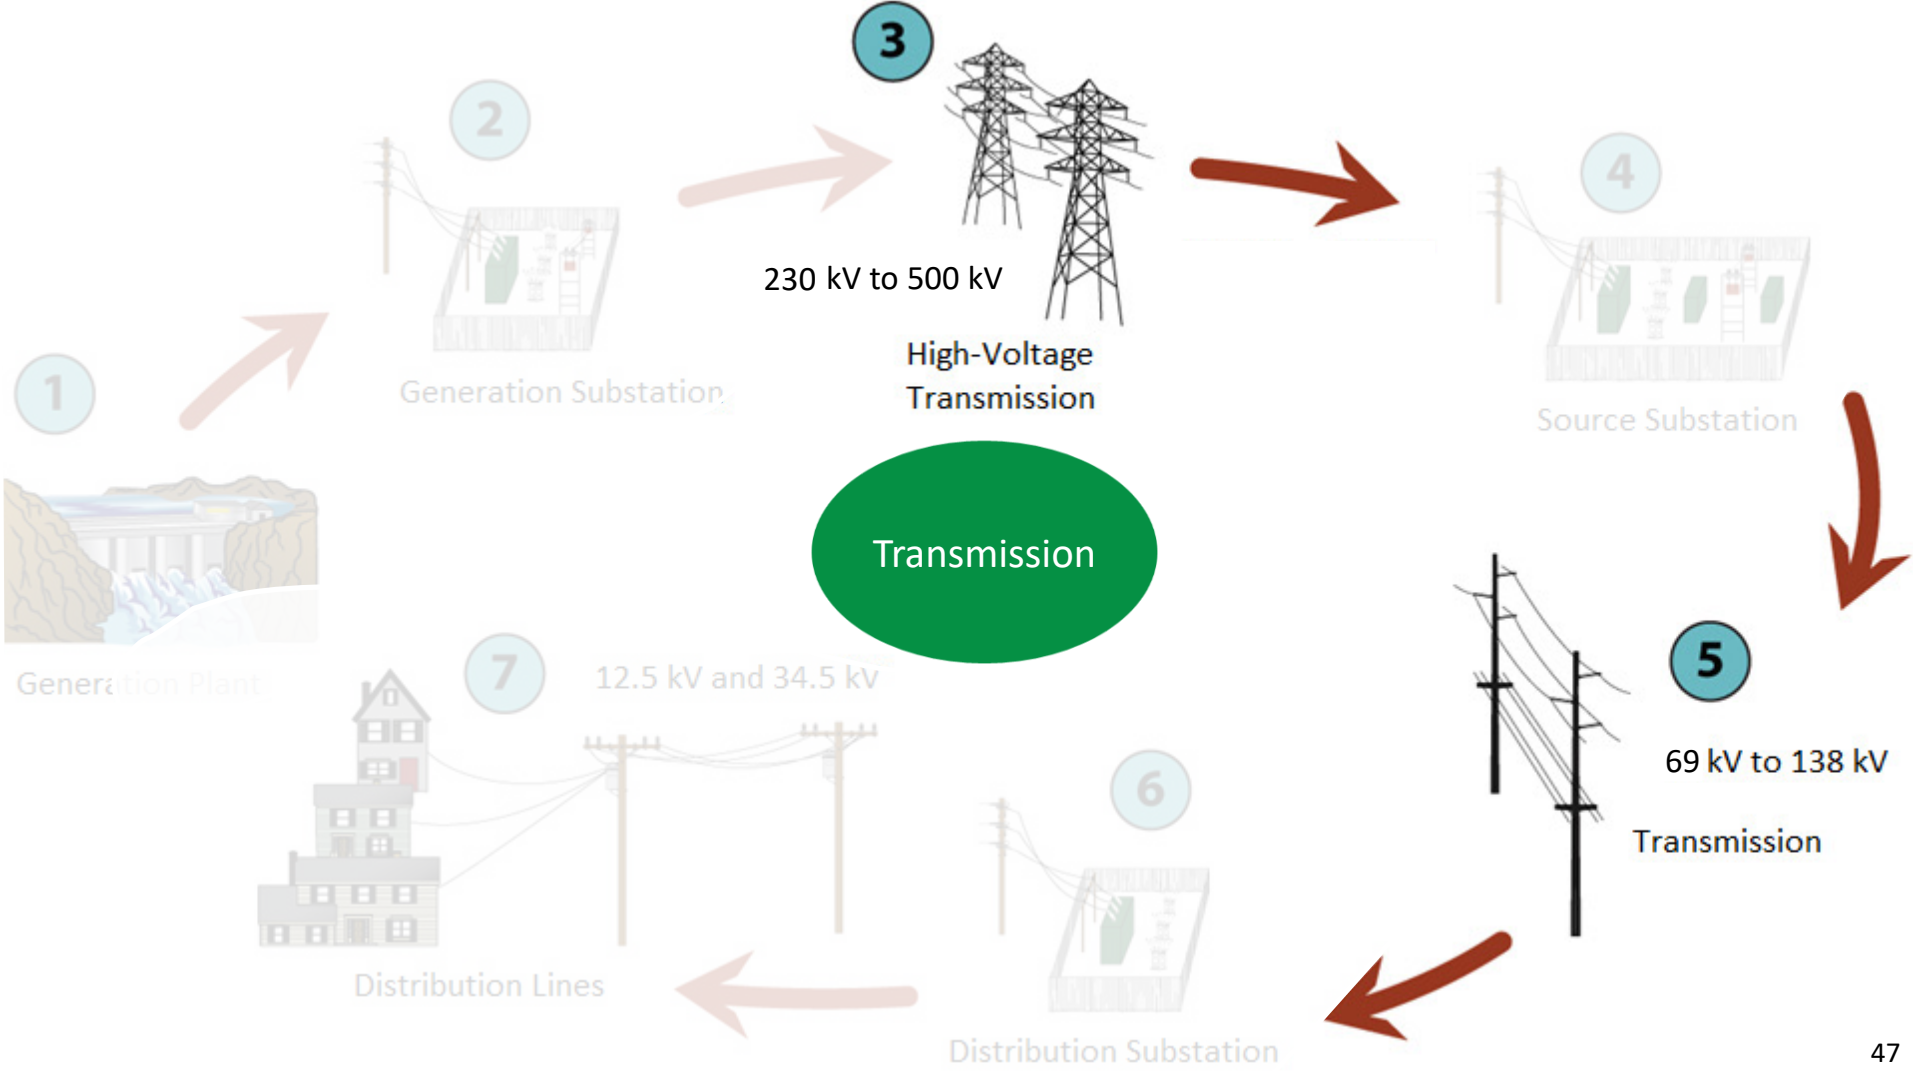 3
2
4
230 kV to 500 kV
High-Voltage
Transmission
1
Generation Substation
Source Substation
Transmission
Generation Plant
7
12.5 kV and 34.5 kV
5
69 kV to 138 kV
6
Transmission
Distribution Lines
Distribution Substation
47